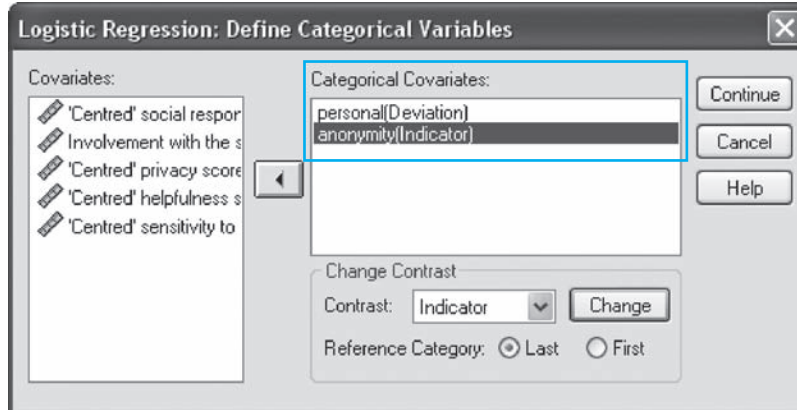 Logistic Regression: Define Categorical Variables
Covariates:
'Centred' social respor
Involvement with the s
'Centred' privacy score
'Centred' helpfulness s
'Centred' sensitivity to
Categorical Covariates:
personal(Deviation)
anonymity(Indicator)
Continue
Cancel
Help
Change Contrast
Contrast: Indicator Change
Reference Category: Last First